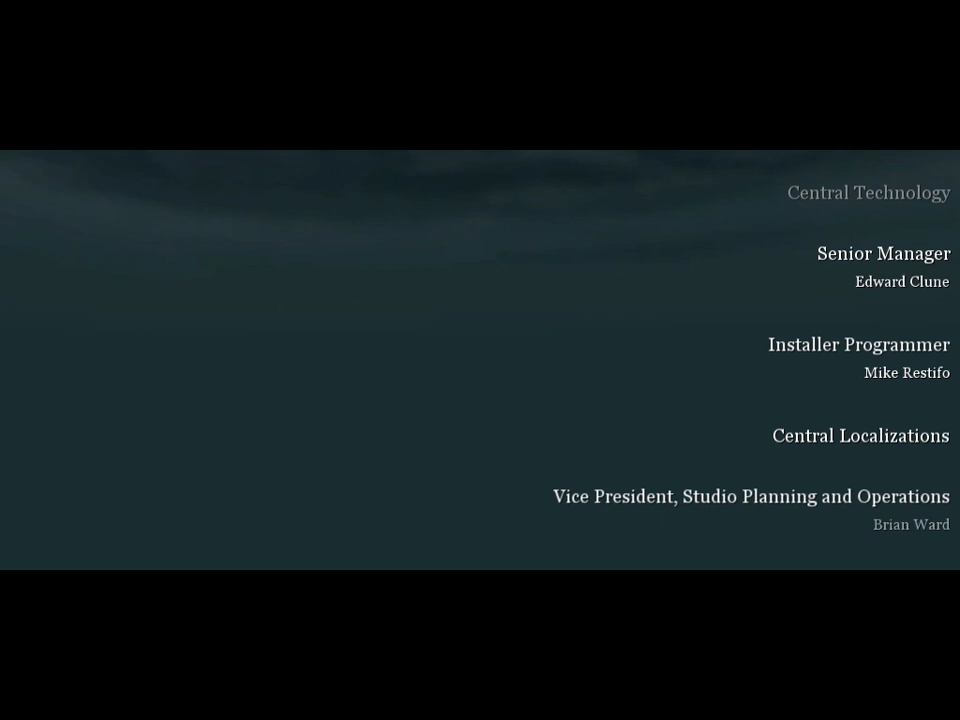 Central Technology
Senior Manager
Edward Clune
Installer Programmer
Mike Restifo
Central Localizations
Vice President, Studio Planning and Operations
Brian Ward